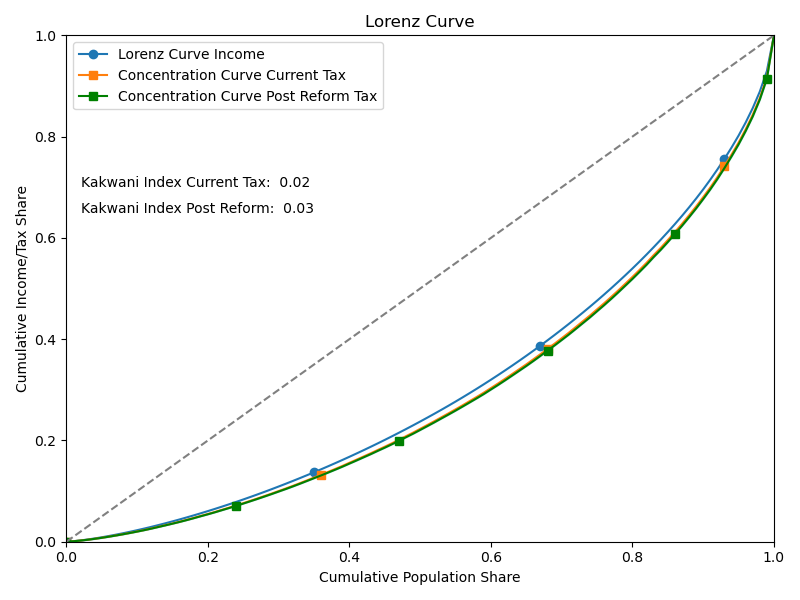 Lorenz Curve
Lorenz Curve Income
Concentration Curve Current Tax
Concentration Curve Post Reform Tax
Kakwani Index Current Tax:  0.02
Kakwani Index Post Reform:  0.03
Cumulative Income/Tax Share
1.0
0.8
0.6
0.4
0.2
0.0
0.0 0.2 0.4 0.6 0.8 1.0
Cumulative Population Share